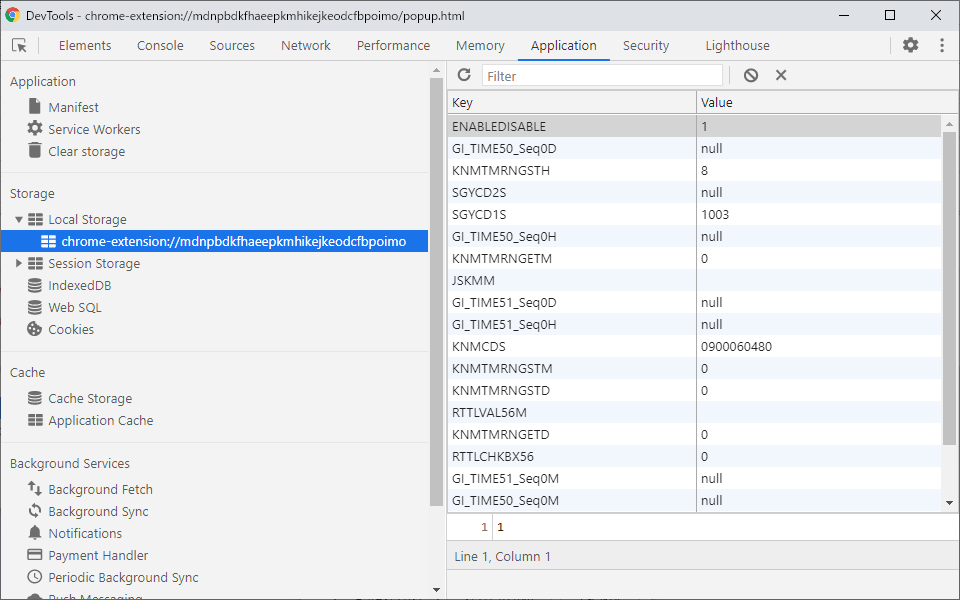 DevTools - chrome-extension://mdnpbdkfhaeepkmhikejkeodcfbpoimo/popup.html
Elements Console Sources Network Performance Memory Application Security Lighthouse
Application
Manifest
Service Workers
Clear storage
Storage
Local Storage
chrome-extension://mdnpbdkfhaeepkmhikejkeodcfbpoimo
Session Storage
IndexedDB
Web SQL
Cookies
Cache
Cache Storage
Application Cache
Background Services
Background Fetch
Background Sync
Notifications
Payment Handler
Periodic Background Sync
Push Messaging
Filter
Key Value
ENABLEDISABLE 1
GI_TIME50_Seq0D null
KNMTMRNGSTH 8
SGYCD2S null
SGYCD1S 1003
GI_TIME50_Seq0H null
KNMTMRNGETM 0
JSKMM
GI_TIME51_Seq0D null
GI_TIME51_Seq0H null
KNMCDS 0900060480
KNMTMRNGSTM 0
KNMTMRNGSTD 0
RTTLVAL56M
KNMTMRNGETD 0
RTTLCHKBX56 0
GI_TIME51_Seq0M null
GI_TIME50_Seq0M null
1 1
Line 1, Column 1